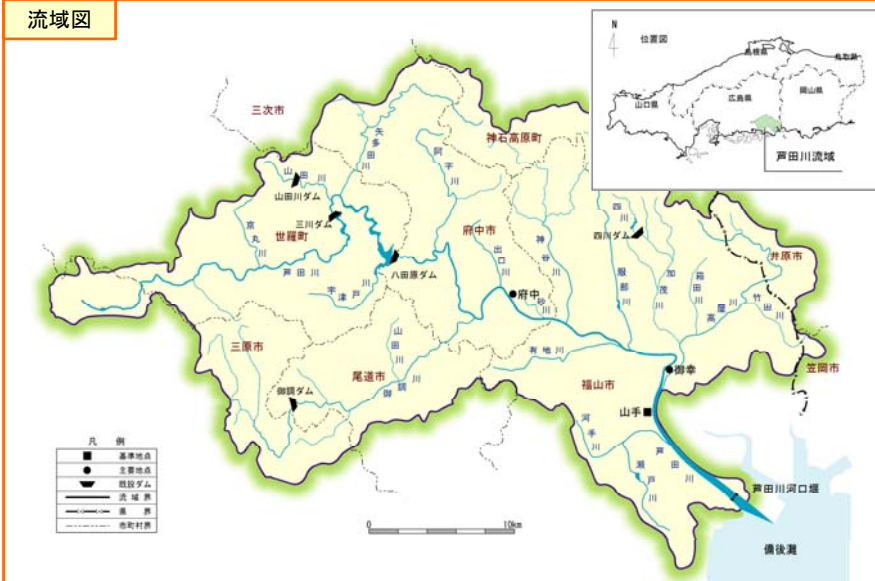 流域図
N
位置図
島根県
鳥取県
山口県
広島県
岡山県
芦田川流域
三次市
神石高原町
矢多田川
阿字川
山田川
山田川ダム
三川ダム
京丸川
世羅町
芦田川
宇津戸川
八田原ダム
府中市
出口川
神谷川
府中
砂川
四川
四川ダム
服部川
加茂川
箱田川
高屋川
竹田川
井原市
笠岡市
三原市
尾道市
山田川
御調川
御調ダム
有地川
福山市
御幸
山手
河手川
瀬戸川
芦田川
芦田川河口堰
備後灘
凡 例
基準地点
主要地点
既設ダム
流域界
県界
市町村界
0 10km